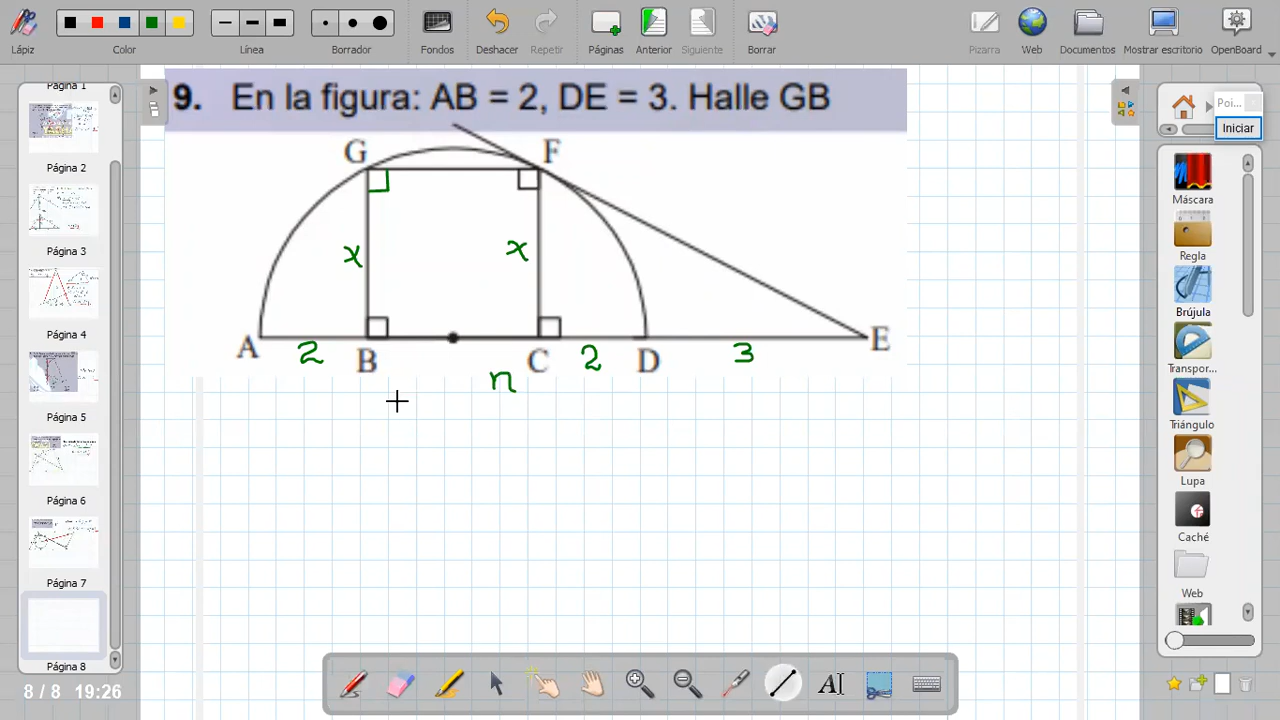 Lápiz
Color
Línea
Borrador
Fondos
Deshacer
Repetir
Páginas
Anterior
Siguiente
Borrar
Pizarra
Web
Documentos
Mostrar escritorio
OpenBoard
Página 1
Página 2
Página 3
Página 4
Página 5
Página 6
Página 7
Página 8
8 / 8 19:26
9. En la figura: AB = 2, DE = 3. Halle GB
G F
x x
A 2 B C 2 D 3 E
n
Poi...
Iniciar
Máscara
Regla
Brújula
Transpor...
Triángulo
Lupa
Caché
Web
A